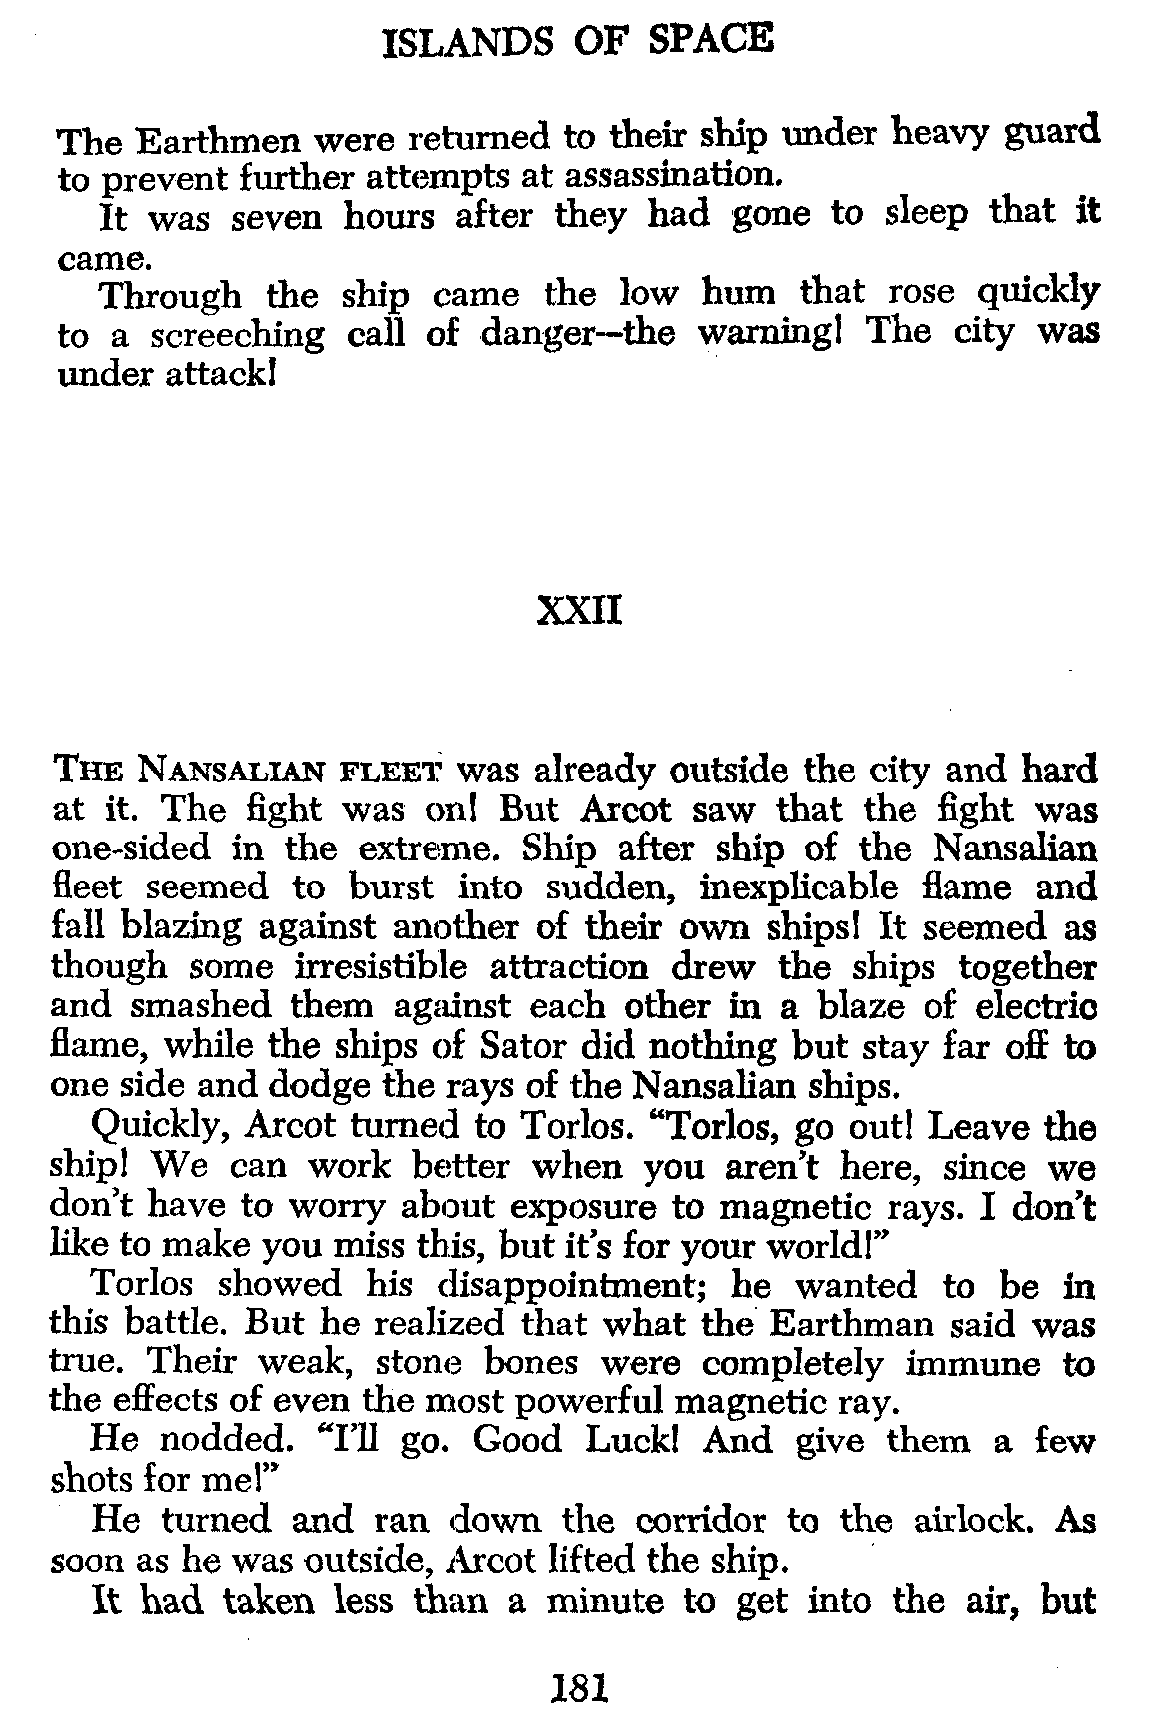 ISLANDS OF SPACE
The Earthmen were returned to their ship under heavy guard
to prevent further attempts at assassination.
It was seven hours after they had gone to sleep that it
came.
Through the ship came the low hum that rose quickly
to a screeching call of danger—the warning! The city was
under attack!
XXII
THE NANSALIAN FLEET was already outside the city and hard
at it. The fight was on! But Arcot saw that the fight was
one-sided in the extreme. Ship after ship of the Nansalian
fleet seemed to burst into sudden, inexplicable flame and
fall blazing against another of their own ships! It seemed as
though some irresistible attraction drew the ships together
and smashed them against each other in a blaze of electric
flame, while the ships of Sator did nothing but stay far off to
one side and dodge the rays of the Nansalian ships.
Quickly, Arcot turned to Torlos. “Torlos, go out! Leave the
ship! We can work better when you aren’t here, since we
don’t have to worry about exposure to magnetic rays. I don’t
like to make you miss this, but it’s for your world!”
Torlos showed his disappointment; he wanted to be in
this battle. But he realized that what the Earthman said was
true. Their weak, stone bones were completely immune to
the effects of even the most powerful magnetic ray.
He nodded. “I’ll go. Good Luck! And give them a few
shots for me!”
He turned and ran down the corridor to the airlock. As
soon as he was outside, Arcot lifted the ship.
It had taken less than a minute to get into the air, but
181